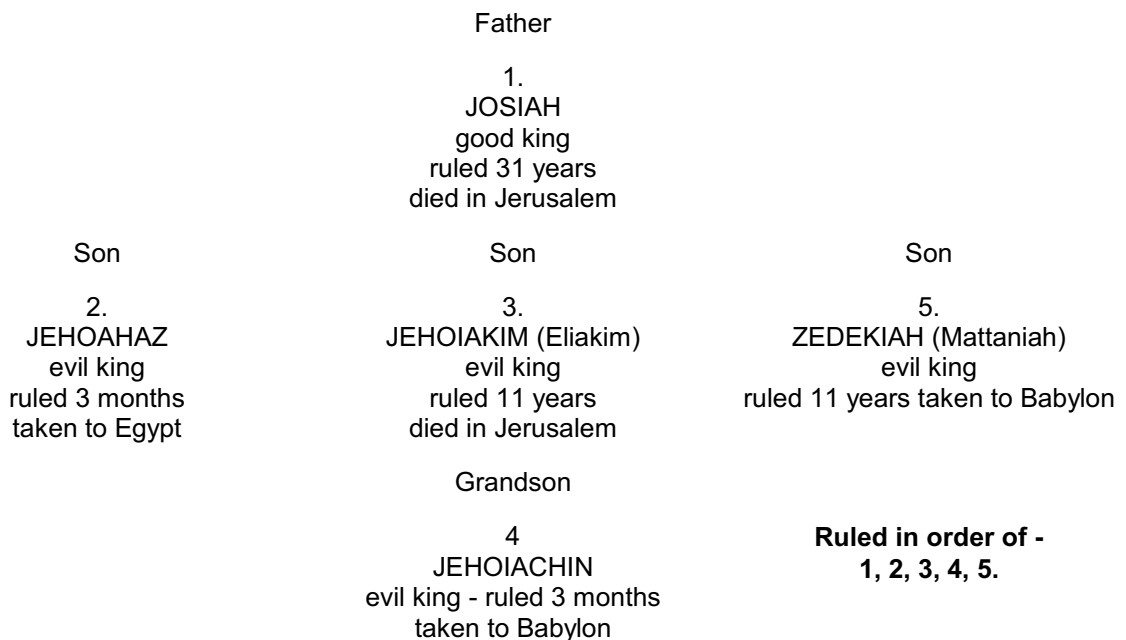 Father
1.
JOSIAH
good king
ruled 31 years
died in Jerusalem
Son
2.
JEHOAHAZ
evil king
ruled 3 months
taken to Egypt
Son
3.
JEHOIAKIM (Eliakim)
evil king
ruled 11 years
died in Jerusalem
Son
5.
ZEDEKIAH (Mattaniah)
evil king
ruled 11 years taken to Babylon
Grandson
4
JEHOIACHIN
evil king - ruled 3 months
taken to Babylon
Ruled in order of -
1, 2, 3, 4, 5.